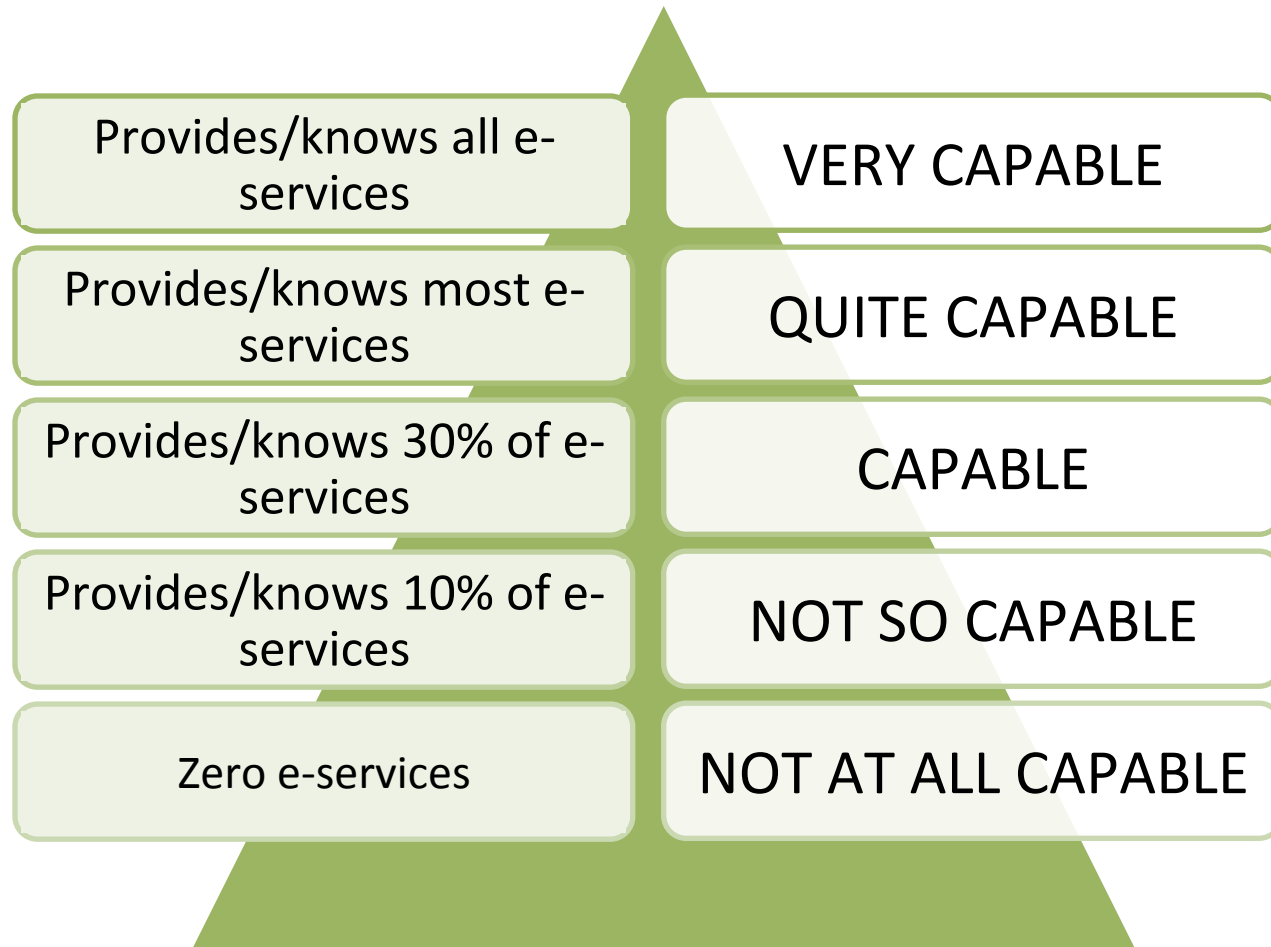 Provides/knows all e-
services
VERY CAPABLE
Provides/knows most e-
services
QUITE CAPABLE
Provides/knows 30% of e-
services
CAPABLE
Provides/knows 10% of e-
services
NOT SO CAPABLE
Zero e-services
NOT AT ALL CAPABLE